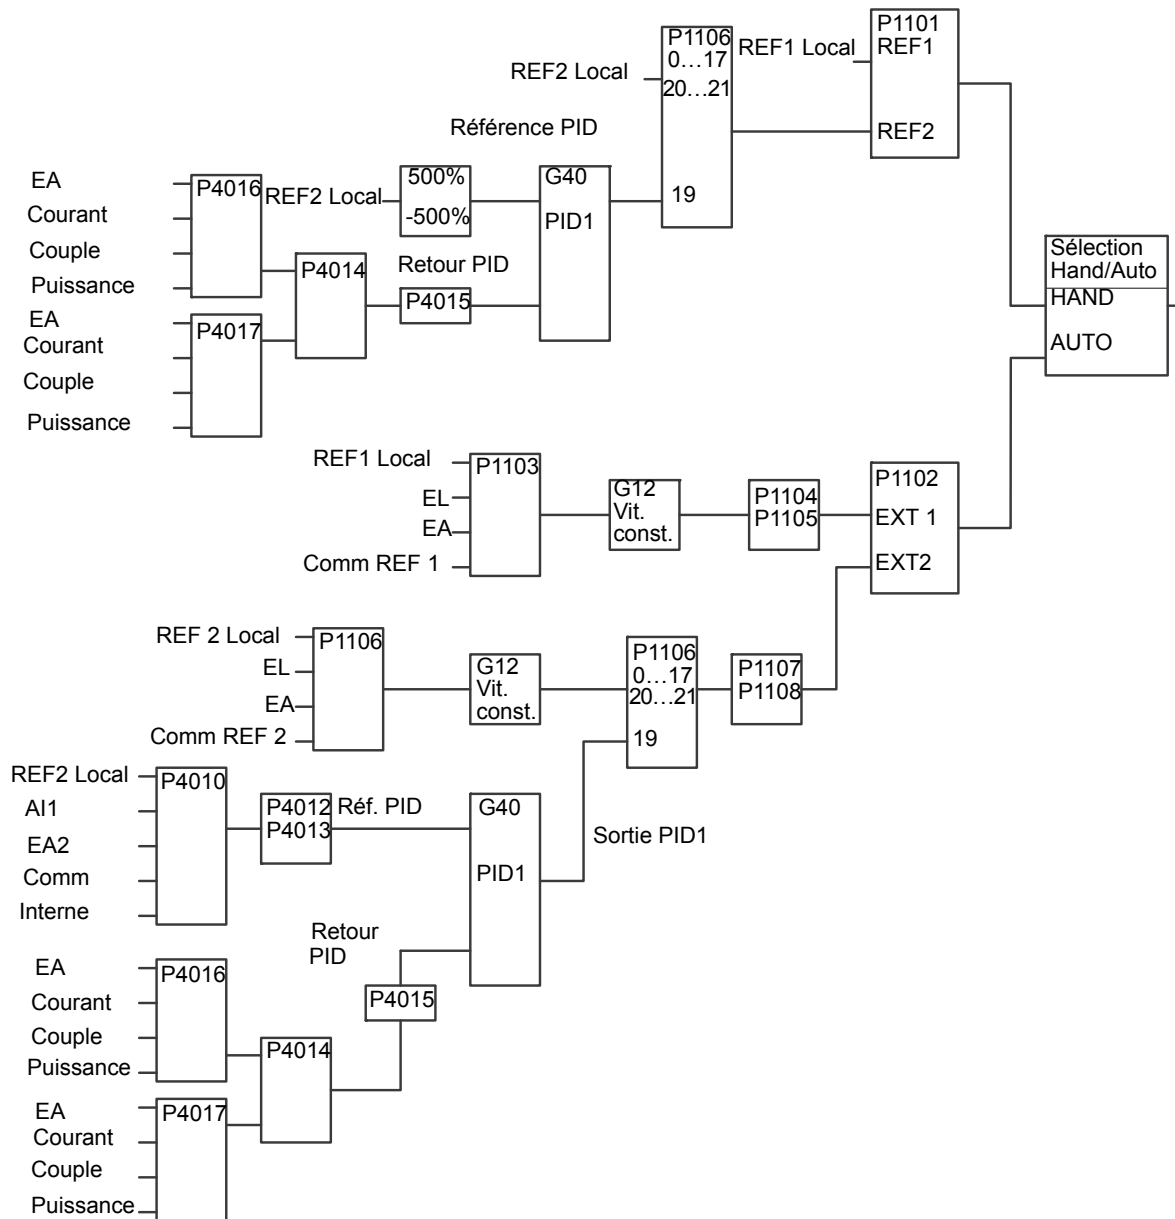 P1101
REF1
REF2
P1106
0...17
20...21
19
REF1 Local
REF2 Local
Référence PID
EA
Courant
Couple
Puissance
P4016
REF2 Local
500%
-500%
G40
PID1
EA
Courant
Couple
Puissance
P4017
P4014
Retour PID
P4015
Sélection
Hand/Auto
HAND
AUTO
REF1 Local
EL
EA
Comm REF 1
P1103
G12
Vit.
const.
P1104
P1105
P1102
EXT 1
EXT2
REF 2 Local
EL
EA
Comm REF 2
P1106
G12
Vit.
const.
P1106
0...17
20...21
19
P1107
P1108
REF2 Local
AI1
EA2
Comm
Interne
P4010
P4012
P4013
Réf. PID
G40
PID1
Sortie PID1
Retour
PID
P4015
EA
Courant
Couple
Puissance
P4016
P4014
EA
Courant
Couple
Puissance
P4017